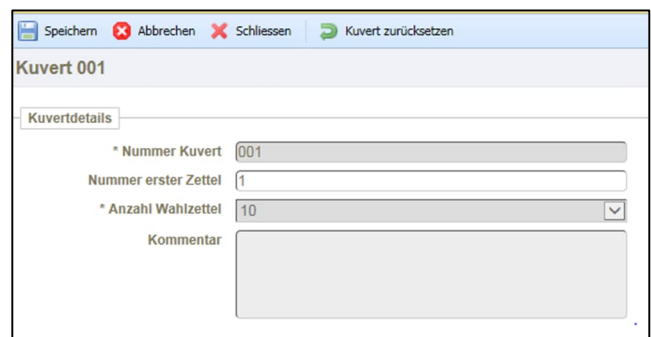 Speichern Abbrechen Schliessen Kuvert zurücksetzen
Kuvert 001
Kuvertdetails
* Nummer Kuvert 001
Nummer erster Zettel 1
* Anzahl Wahlzettel 10
Kommentar